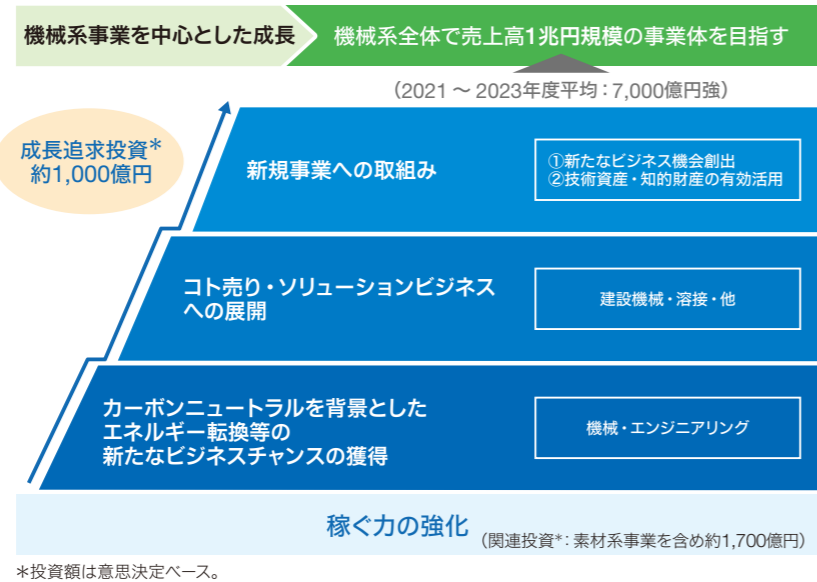 機械系事業を中心とした成長
機械系全体で売上高1兆円規模の事業体を目指す
（2021 ～ 2023年度平均：7,000億円強）
成長追求投資＊
約1,000億円
新規事業への取組み
①新たなビジネス機会創出
②技術資産・知的財産の有効活用
コト売り・ソリューションビジネス
への展開
建設機械・溶接・他
カーボンニュートラルを背景とした
エネルギー転換等の
新たなビジネスチャンスの獲得
機械・エンジニアリング
稼ぐ力の強化
（関連投資＊：素材系事業を含め約1,700億円）
＊投資額は意思決定ベース。